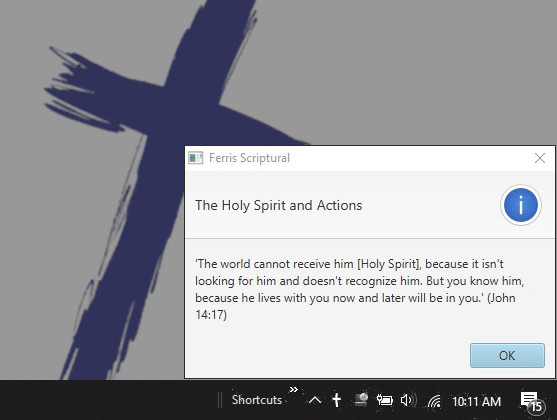 Ferris Scriptural
The Holy Spirit and Actions
'The world cannot receive him [Holy Spirit], because it isn't
looking for him and doesn't recognize him. But you know him,
because he lives with you now and later will be in you.' (John
14:17)
OK
Shortcuts
10:11 AM
15